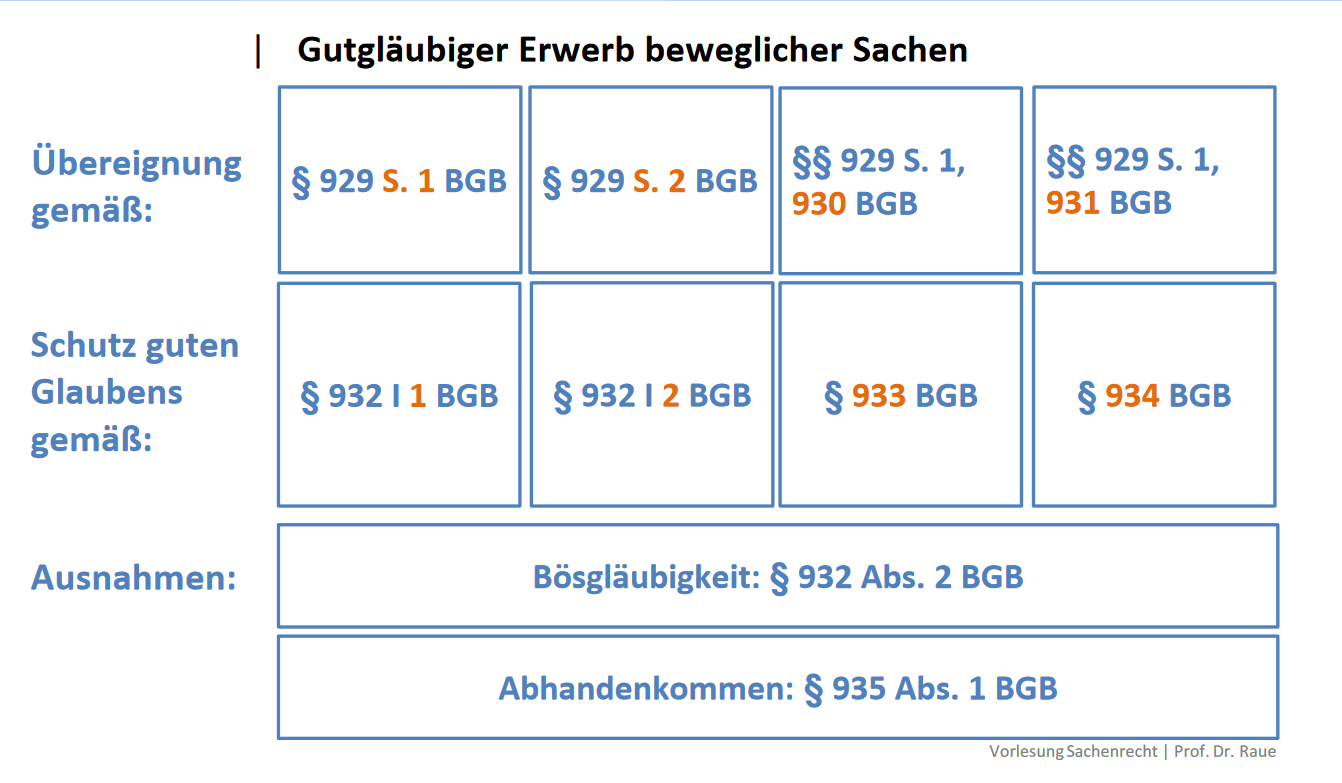 | Gutgläubiger Erwerb beweglicher Sachen
Übereignung
gemäß:
§ 929 S. 1 BGB
§ 929 S. 2 BGB
§§ 929 S. 1,
930 BGB
§§ 929 S. 1,
931 BGB
Schutz guten
Glaubens
gemäß:
§ 932 I 1 BGB
§ 932 I 2 BGB
§ 933 BGB
§ 934 BGB
Ausnahmen:
Bösgläubigkeit: § 932 Abs. 2 BGB
Abhandenkommen: § 935 Abs. 1 BGB
Vorlesung Sachenrecht | Prof. Dr. Raue